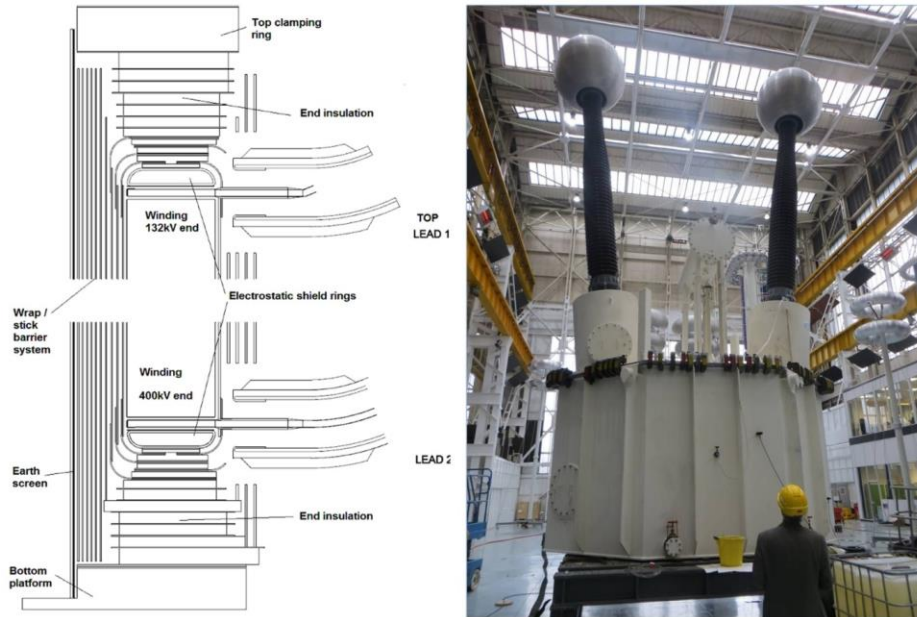 Top clamping
ring
End insulation
Winding
132kV end
TOP
LEAD 1
Electrostatic shield rings
Wrap /
stick
barrier
system
Winding
400kV end
Earth
screen
LEAD 2
End insulation
Bottom
platform